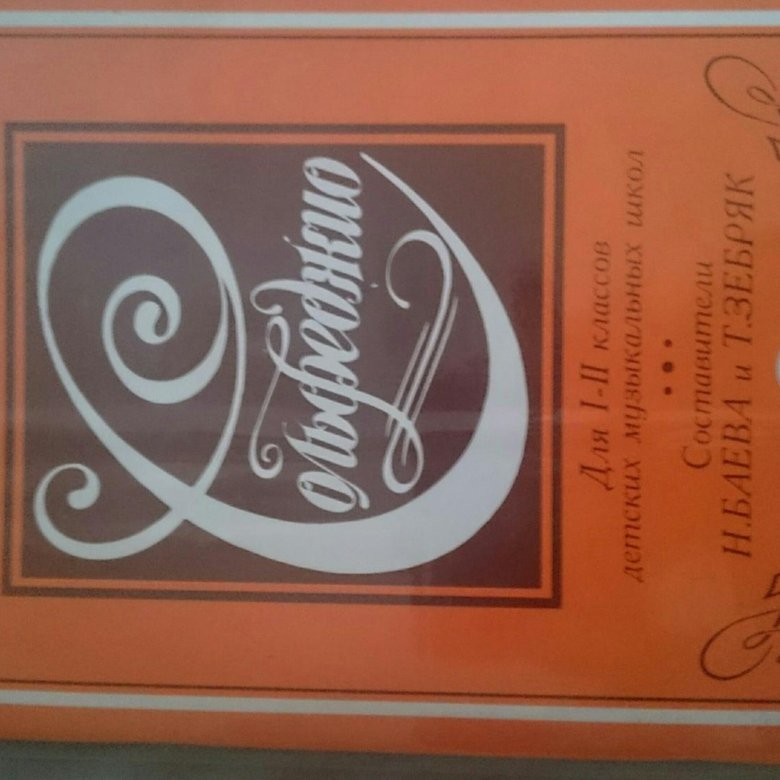 Сольфеджио
Для I-II классов
детских музыкальных школ
Составители
Н.БАЕВА и Т.ЗЕБРЯК